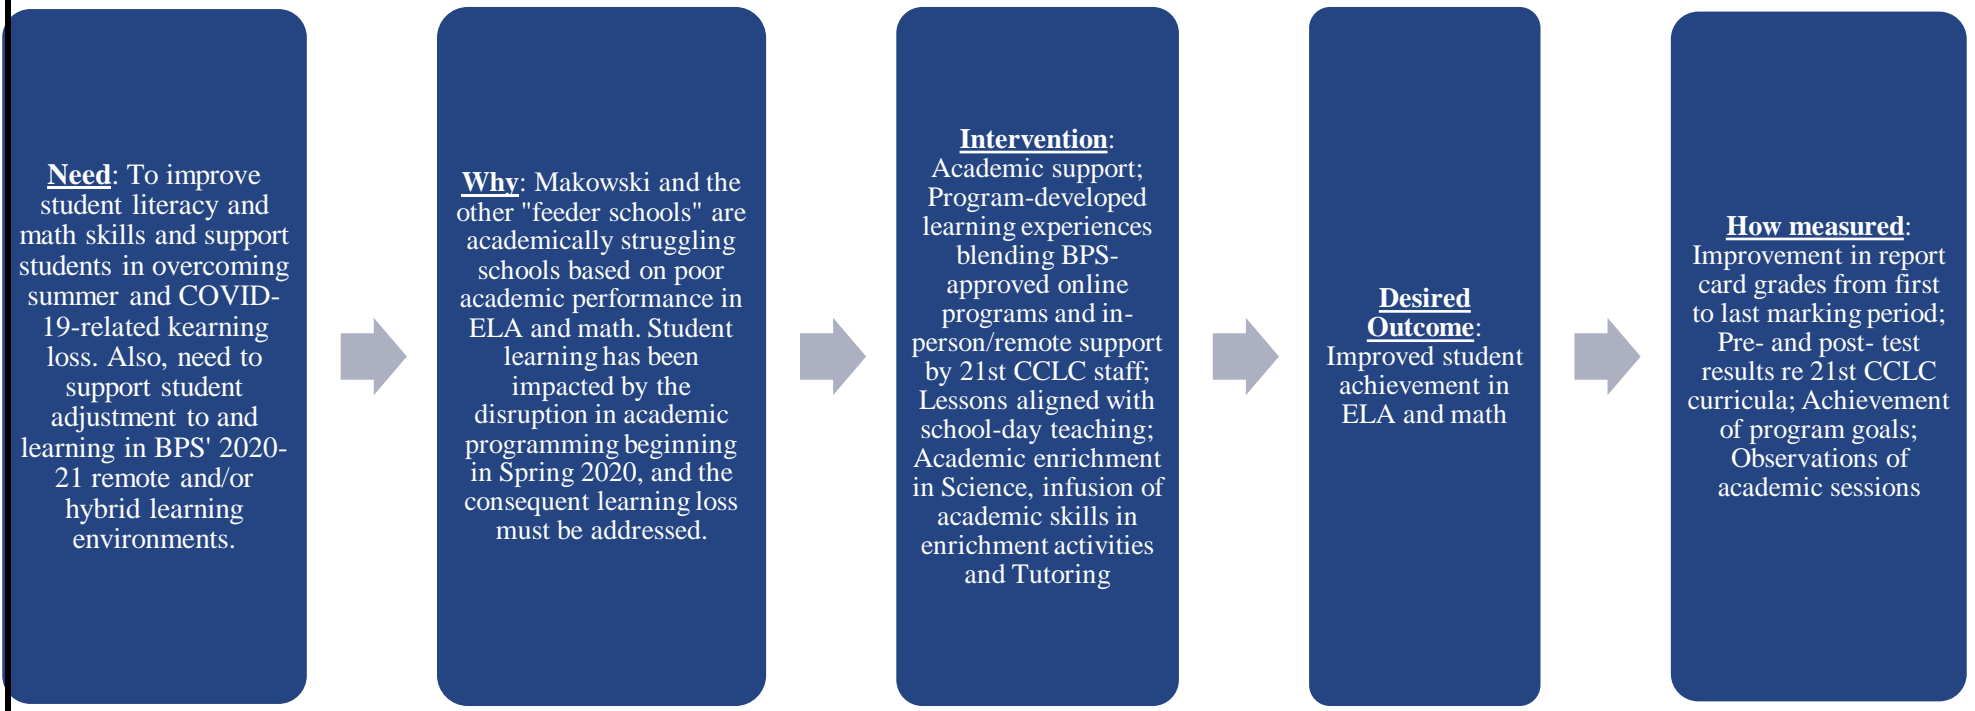 Need: To improve
student literacy and
math skills and support
students in overcoming
summer and COVID-
19-related kearning
loss. Also, need to
support student
adjustment to and
learning in BPS' 2020-
21 remote and/or
hybrid learning
environments.
Why: Makowski and the
other "feeder schools" are
academically struggling
schools based on poor
academic performance in
ELA and math. Student
learning has been
impacted by the
disruption in academic
programming beginning
in Spring 2020, and the
consequent learning loss
must be addressed.
Intervention:
Academic support;
Program-developed
learning experiences
blending BPS-
approved online
programs and in-
person/remote support
by 21st CCLC staff;
Lessons aligned with
school-day teaching;
Academic enrichment
in Science, infusion of
academic skills in
enrichment activities
and Tutoring
Desired
Outcome:
Improved student
achievement in
ELA and math
How measured:
Improvement in report
card grades from first
to last marking period;
Pre- and post- test
results re 21st CCLC
curricula; Achievement
of program goals;
Observations of
academic sessions